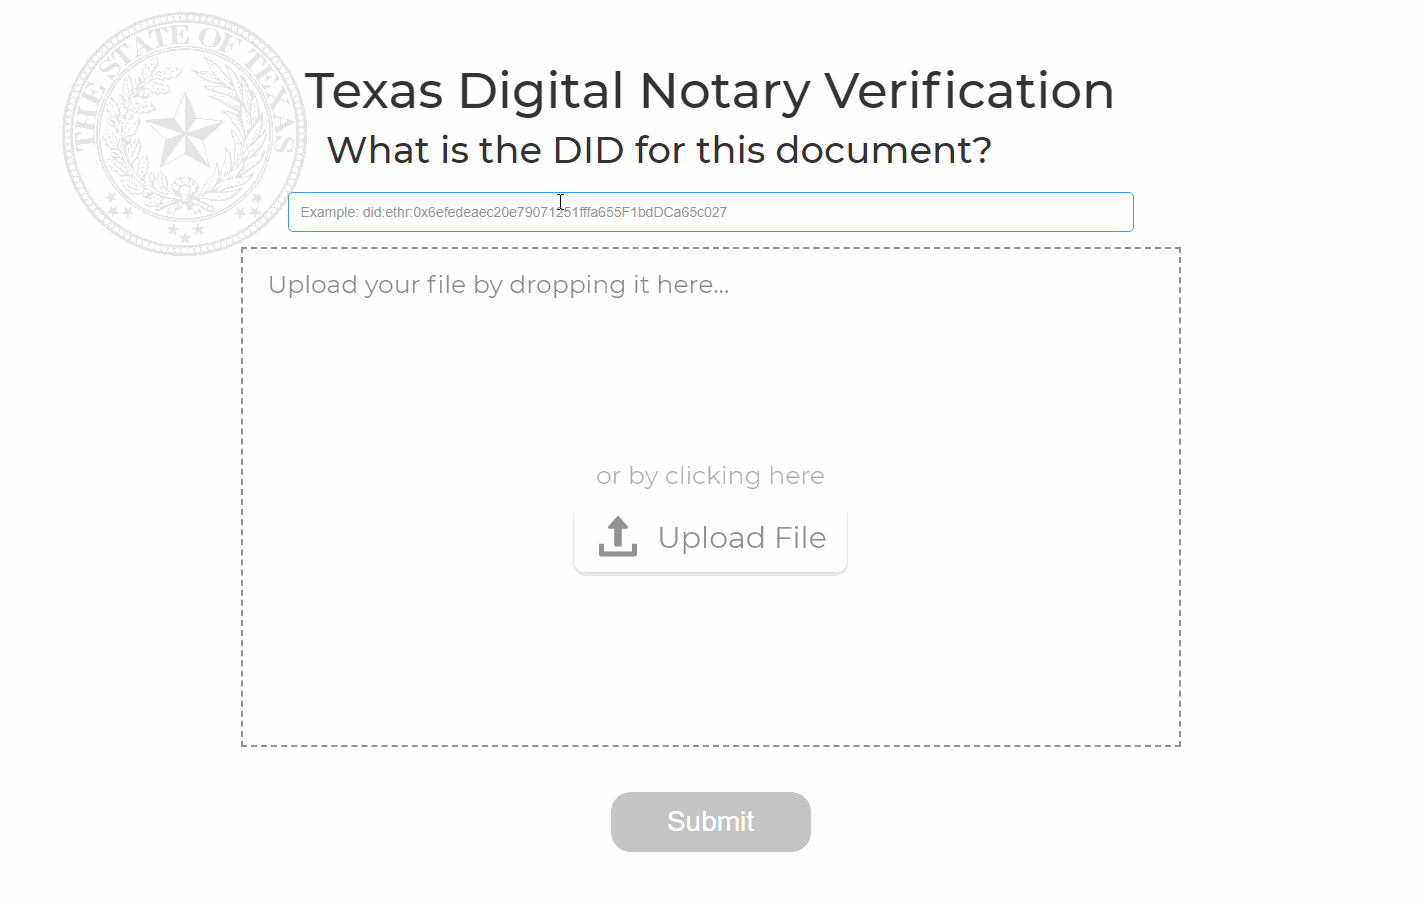 THE STATE OF TEXAS
Texas Digital Notary Verification
What is the DID for this document?
Example: did:ethr:0x6efedeaec20e79071251fffa655F1bdDCa65c027
Upload your file by dropping it here...
or by clicking here
Upload File
Submit